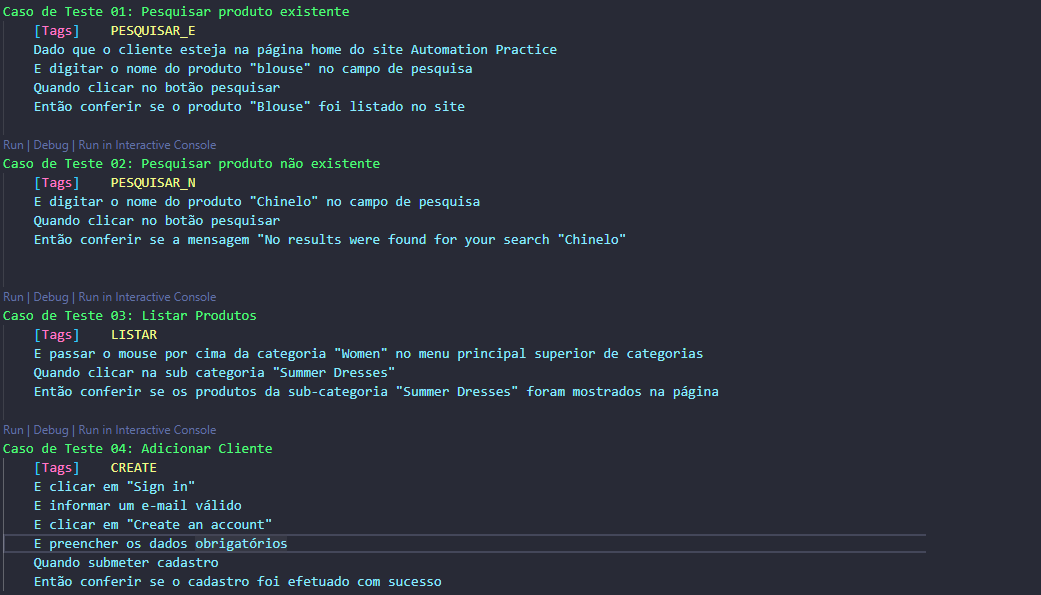 Caso de Teste 01: Pesquisar produto existente
[Tags] PESQUISAR_E
Dado que o cliente esteja na página home do site Automation Practice
E digitar o nome do produto "blouse" no campo de pesquisa
Quando clicar no botão pesquisar
Então conferir se o produto "Blouse" foi listado no site
Run | Debug | Run in Interactive Console
Caso de Teste 02: Pesquisar produto não existente
[Tags] PESQUISAR_N
E digitar o nome do produto "Chinelo" no campo de pesquisa
Quando clicar no botão pesquisar
Então conferir se a mensagem "No results were found for your search "Chinelo"
Run | Debug | Run in Interactive Console
Caso de Teste 03: Listar Produtos
[Tags] LISTAR
E passar o mouse por cima da categoria "Women" no menu principal superior de categorias
Quando clicar na sub categoria "Summer Dresses"
Então conferir se os produtos da sub-categoria "Summer Dresses" foram mostrados na página
Run | Debug | Run in Interactive Console
Caso de Teste 04: Adicionar Cliente
[Tags] CREATE
E clicar em "Sign in"
E informar um e-mail válido
E clicar em "Create an account"
E preencher os dados obrigatórios
Quando submeter cadastro
Então conferir se o cadastro foi efetuado com sucesso